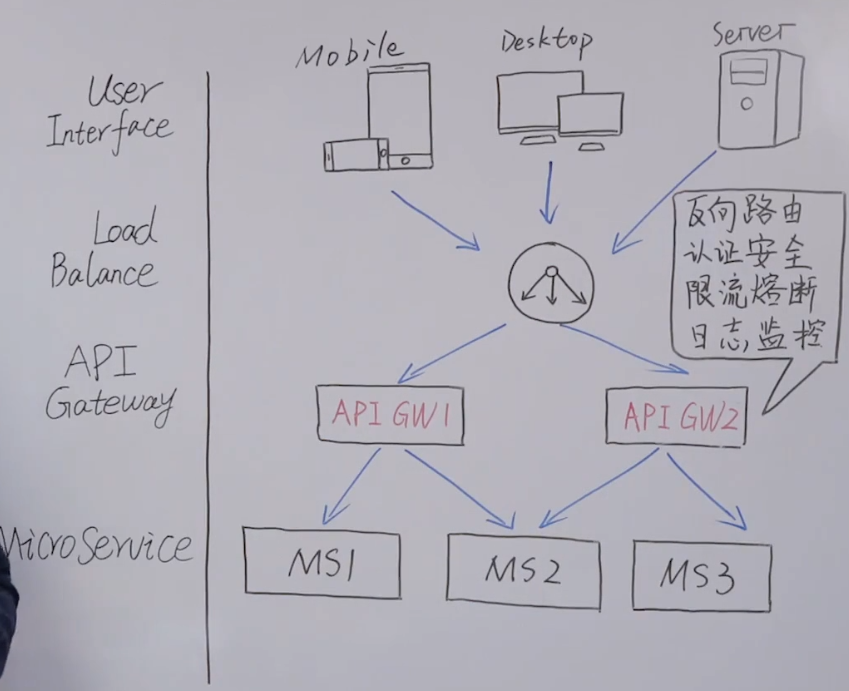 Mobile
Desktop
Server
User
Interface
Load
Balance
反向路由
认证安全
限流熔断
日志,监控
API
Gateway
API GW1
API GW2
MicroService
MS1
MS2
MS3